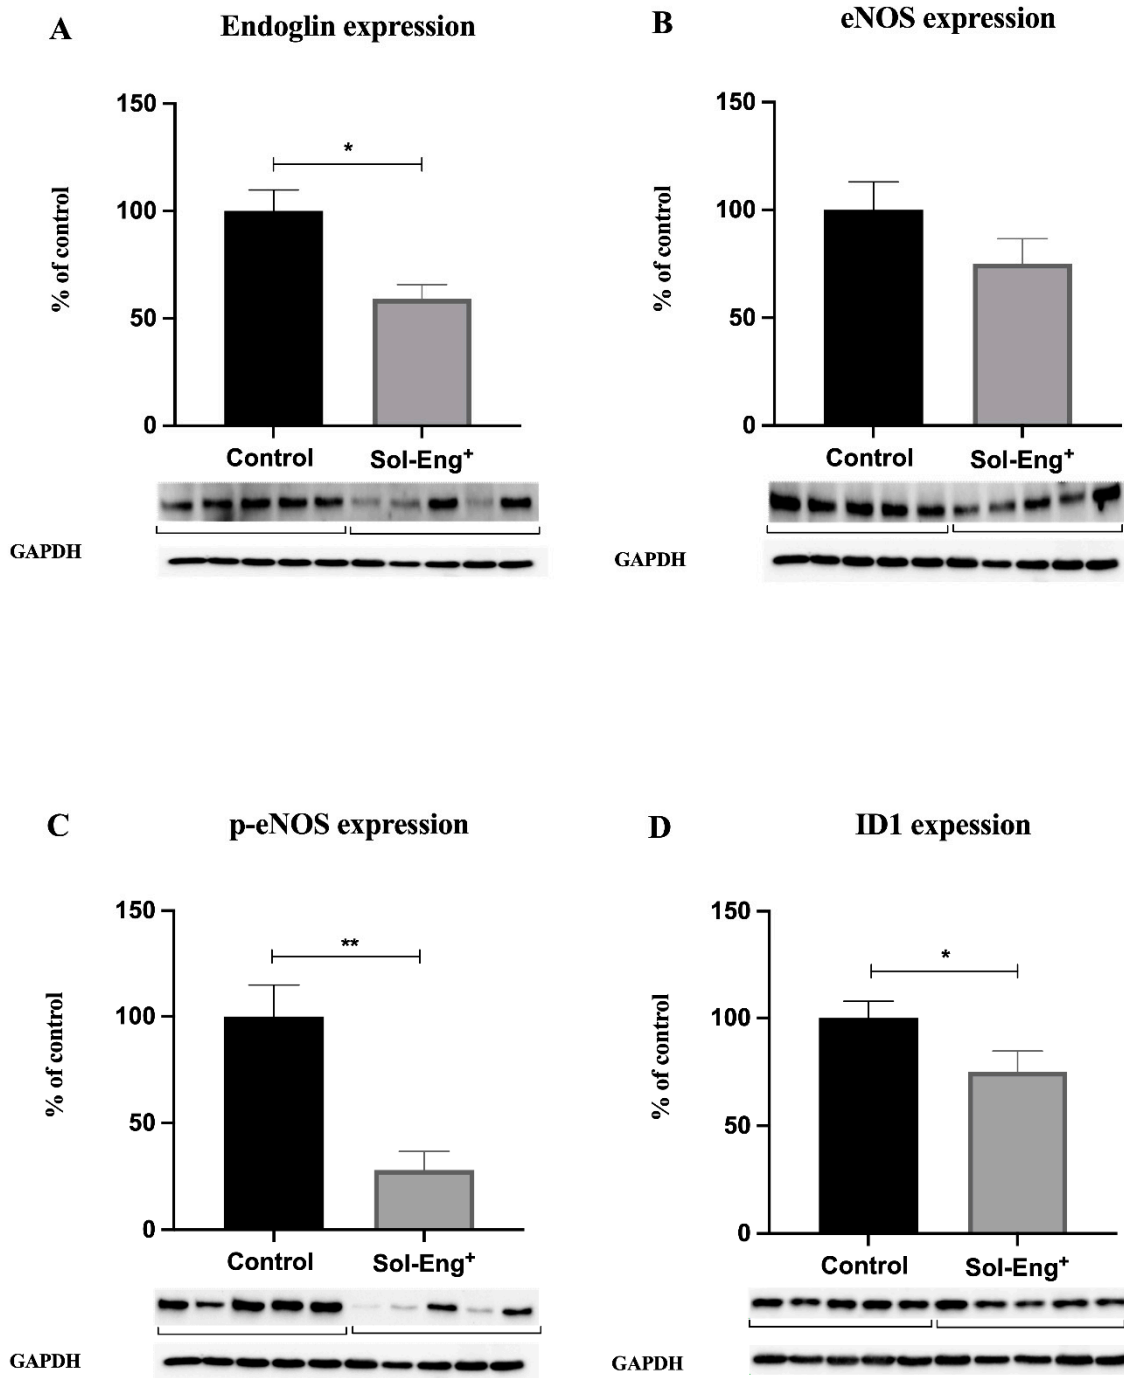 A
Endoglin expression
% of control
150
100
50
0
*
Control
Sol-Eng+
GAPDH
B
eNOS expression
% of control
150
100
50
0
Control
Sol-Eng+
GAPDH
C
p-eNOS expression
% of control
150
100
50
0
**
Control
Sol-Eng+
GAPDH
D
ID1 expession
% of control
150
100
50
0
*
Control
Sol-Eng+
GAPDH